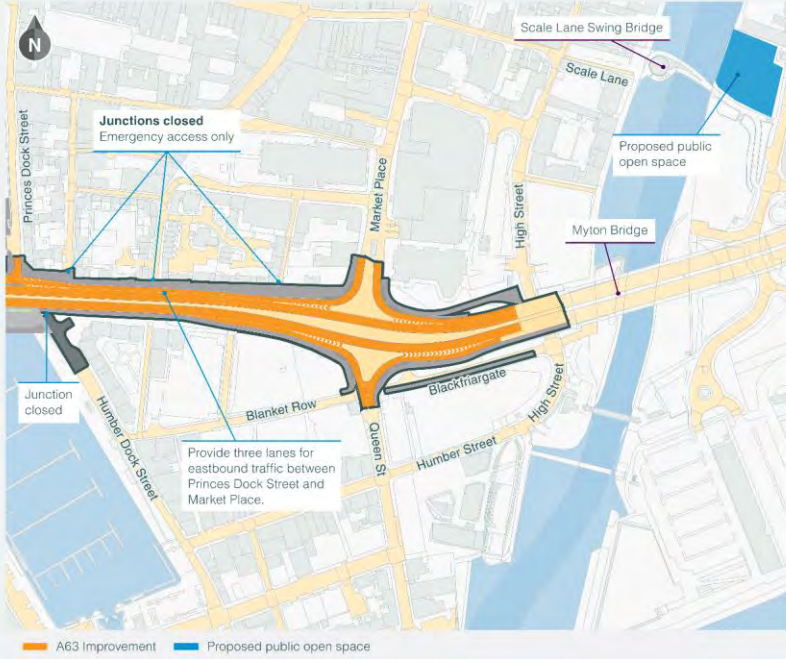 N
Scale Lane Swing Bridge
Scale Lane
Junctions closed
Emergency access only
Proposed public
open space
Princes Dock Street
Market Place
High Street
Myton Bridge
Junction
closed
Blackfriargate
Blanket Row
High Street
Humber Dock Street
Provide three lanes for
eastbound traffic between
Princes Dock Street and
Market Place.
Queen St
Humber Street
A63 Improvement
Proposed public open space